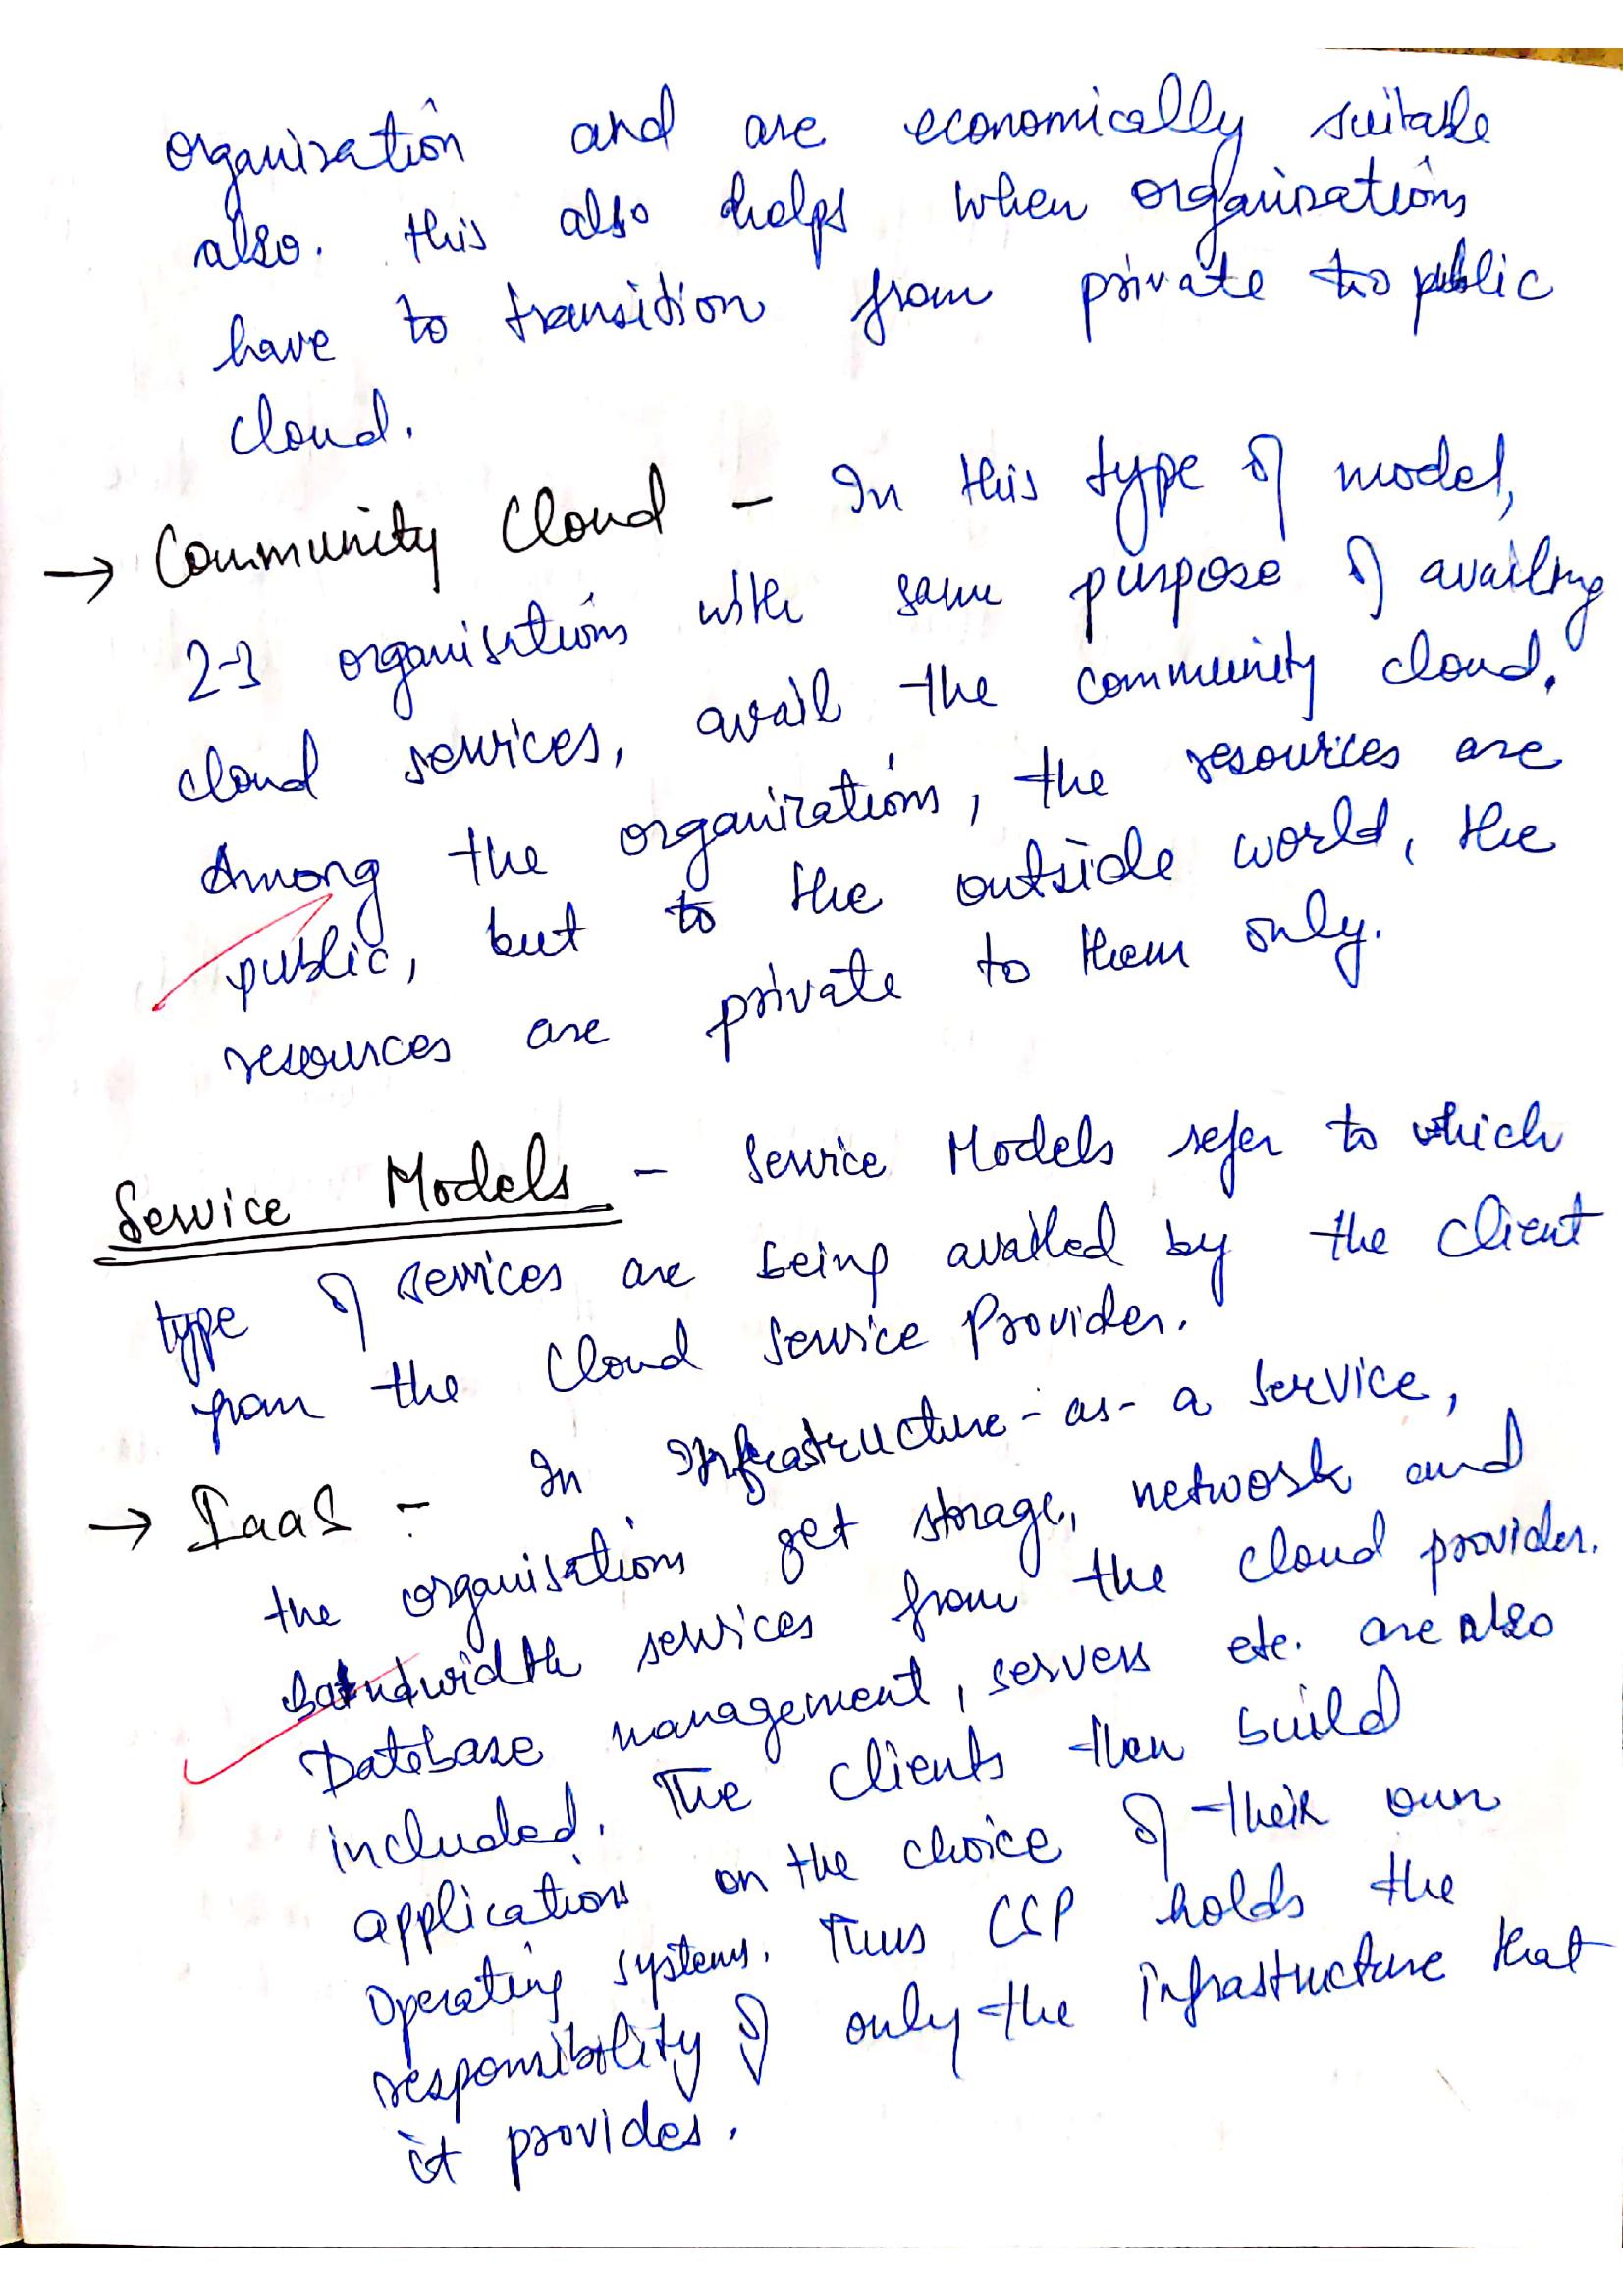 organisation and are economically suitable
also. this also helps when organisations
have to transition from private to public
cloud.
→ Community Cloud - In this type of model,
2-3 organisations with same purpose of availing
cloud services, avail the community cloud.
Among the organizations, the resources are
public, but to the outside world, the
resources are private to them only.
Service Models - Service Models refer to which
type of services are being availed by the client
from the Cloud Service Provider.
→ IaaS - In Infrastructure-as-a service,
the organisations get storage, network and
bandwidth services from the cloud provider.
Database management, servers etc. are also
included. The clients then build
applications on the choice of their own
Operating systems. Thus CSP holds the
responsibility of only the infrastructure that
it provides.